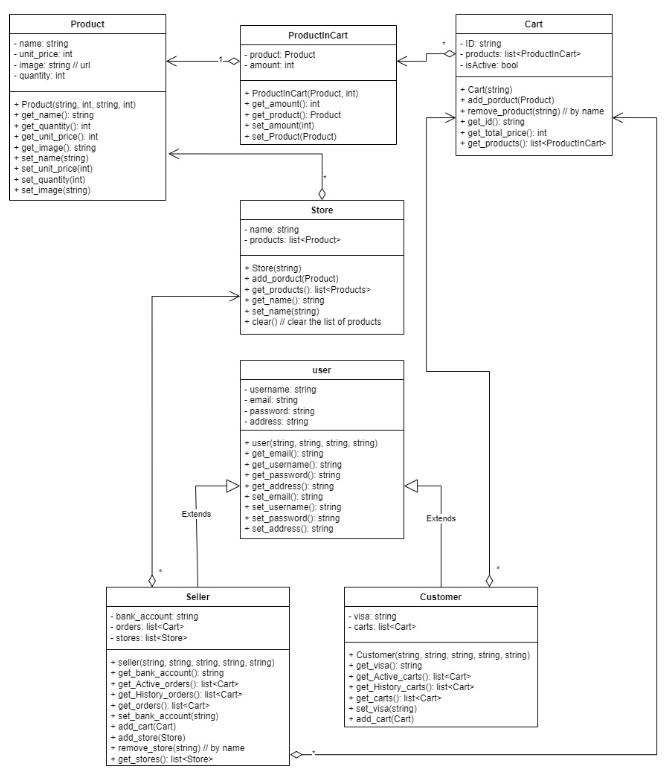 Product
- name: string
- unit_price: int
- image: string // url
- quantity: int
+ Product(string, int, string, int)
+ get_name(): string
+ get_quantity(): int
+ get_unit_price(): int
+ get_image(): string
+ set_name(string)
+ set_unit_price(int)
+ set_quantity(int)
+ set_image(string)
1
ProductInCart
- product: Product
- amount: int
+ ProductInCart(Product, int)
+ get_amount(): int
+ get_product(): Product
+ set_amount(int)
+ set_Product(Product)
*
Cart
- ID: string
- products: list<ProductInCart>
- isActive: bool
+ Cart(string)
+ add_porduct(Product)
+ remove_product(string) // by name
+ get_id(): string
+ get_total_price(): int
+ get_products(): list<ProductInCart>
*
Store
- name: string
- products: list<Product>
+ Store(string)
+ add_porduct(Product)
+ get_products(): list<Products>
+ get_name(): string
+ set_name(string)
+ clear() // clear the list of products
user
- username: string
- email: string
- password: string
- address: string
+ user(string, string, string, string)
+ get_email(): string
+ get_username(): string
+ get_password(): string
+ get_address(): string
+ set_email(): string
+ set_username(): string
+ set_password(): string
+ set_address(): string
Extends
Extends
*
*
Seller
- bank_account: string
- orders: list<Cart>
- stores: list<Store>
+ seller(string, string, string, string, string)
+ get_bank_account(): string
+ get_Active_orders(): list<Cart>
+ get_History_orders(): list<Cart>
+ get_orders(): list<Cart>
+ set_bank_account(string)
+ add_cart(Cart)
+ add_store(Store)
+ remove_store(string) // by name
+ get_stores(): list<Store>
*
Customer
- visa: string
- carts: list<Cart>
+ Customer(string, string, string, string, string)
+ get_visa(): string
+ get_Active_carts(): list<Cart>
+ get_History_carts(): list<Cart>
+ get_carts(): list<Cart>
+ set_visa(string)
+ add_cart(Cart)